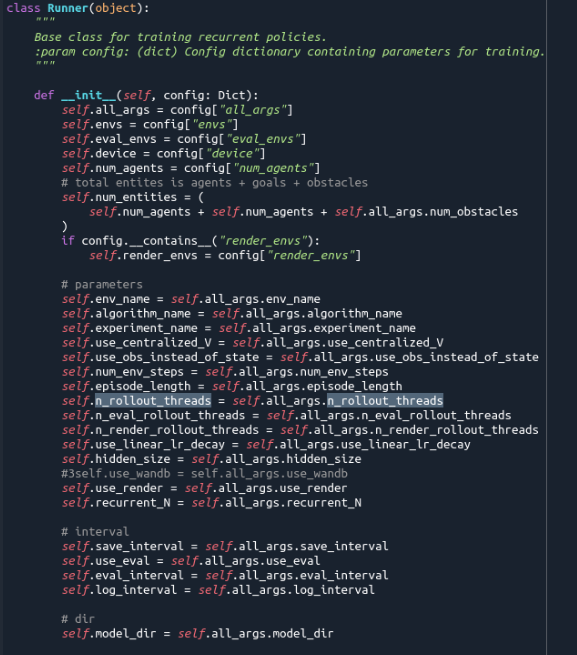 class Runner(object):
    """
    Base class for training recurrent policies.
    :param config: (dict) Config dictionary containing parameters for training.
    """

    def __init__(self, config: Dict):
        self.all_args = config["all_args"]
        self.envs = config["envs"]
        self.eval_envs = config["eval_envs"]
        self.device = config["device"]
        self.num_agents = config["num_agents"]
        # total entites is agents + goals + obstacles
        self.num_entities = (
            self.num_agents + self.num_agents + self.all_args.num_obstacles
        )
        if config.__contains__("render_envs"):
            self.render_envs = config["render_envs"]

        # parameters
        self.env_name = self.all_args.env_name
        self.algorithm_name = self.all_args.algorithm_name
        self.experiment_name = self.all_args.experiment_name
        self.use_centralized_V = self.all_args.use_centralized_V
        self.use_obs_instead_of_state = self.all_args.use_obs_instead_of_state
        self.num_env_steps = self.all_args.num_env_steps
        self.episode_length = self.all_args.episode_length
        self.n_rollout_threads = self.all_args.n_rollout_threads
        self.n_eval_rollout_threads = self.all_args.n_eval_rollout_threads
        self.n_render_rollout_threads = self.all_args.n_render_rollout_threads
        self.use_linear_lr_decay = self.all_args.use_linear_lr_decay
        self.hidden_size = self.all_args.hidden_size
        #3self.use_wandb = self.all_args.use_wandb
        self.use_render = self.all_args.use_render
        self.recurrent_N = self.all_args.recurrent_N

        # interval
        self.save_interval = self.all_args.save_interval
        self.use_eval = self.all_args.use_eval
        self.eval_interval = self.all_args.eval_interval
        self.log_interval = self.all_args.log_interval

        # dir
        self.model_dir = self.all_args.model_dir